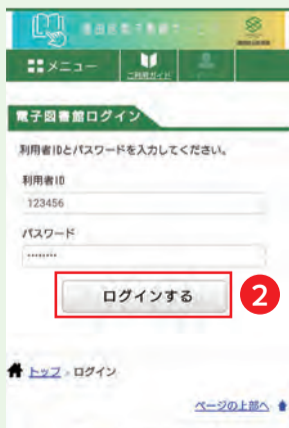 メニュー
ご利用ガイド
電子図書館ログイン
利用者IDとパスワードを入力してください。
利用者ID
123456
パスワード
********
ログインする
2
トップ > ログイン
ページの上部へ